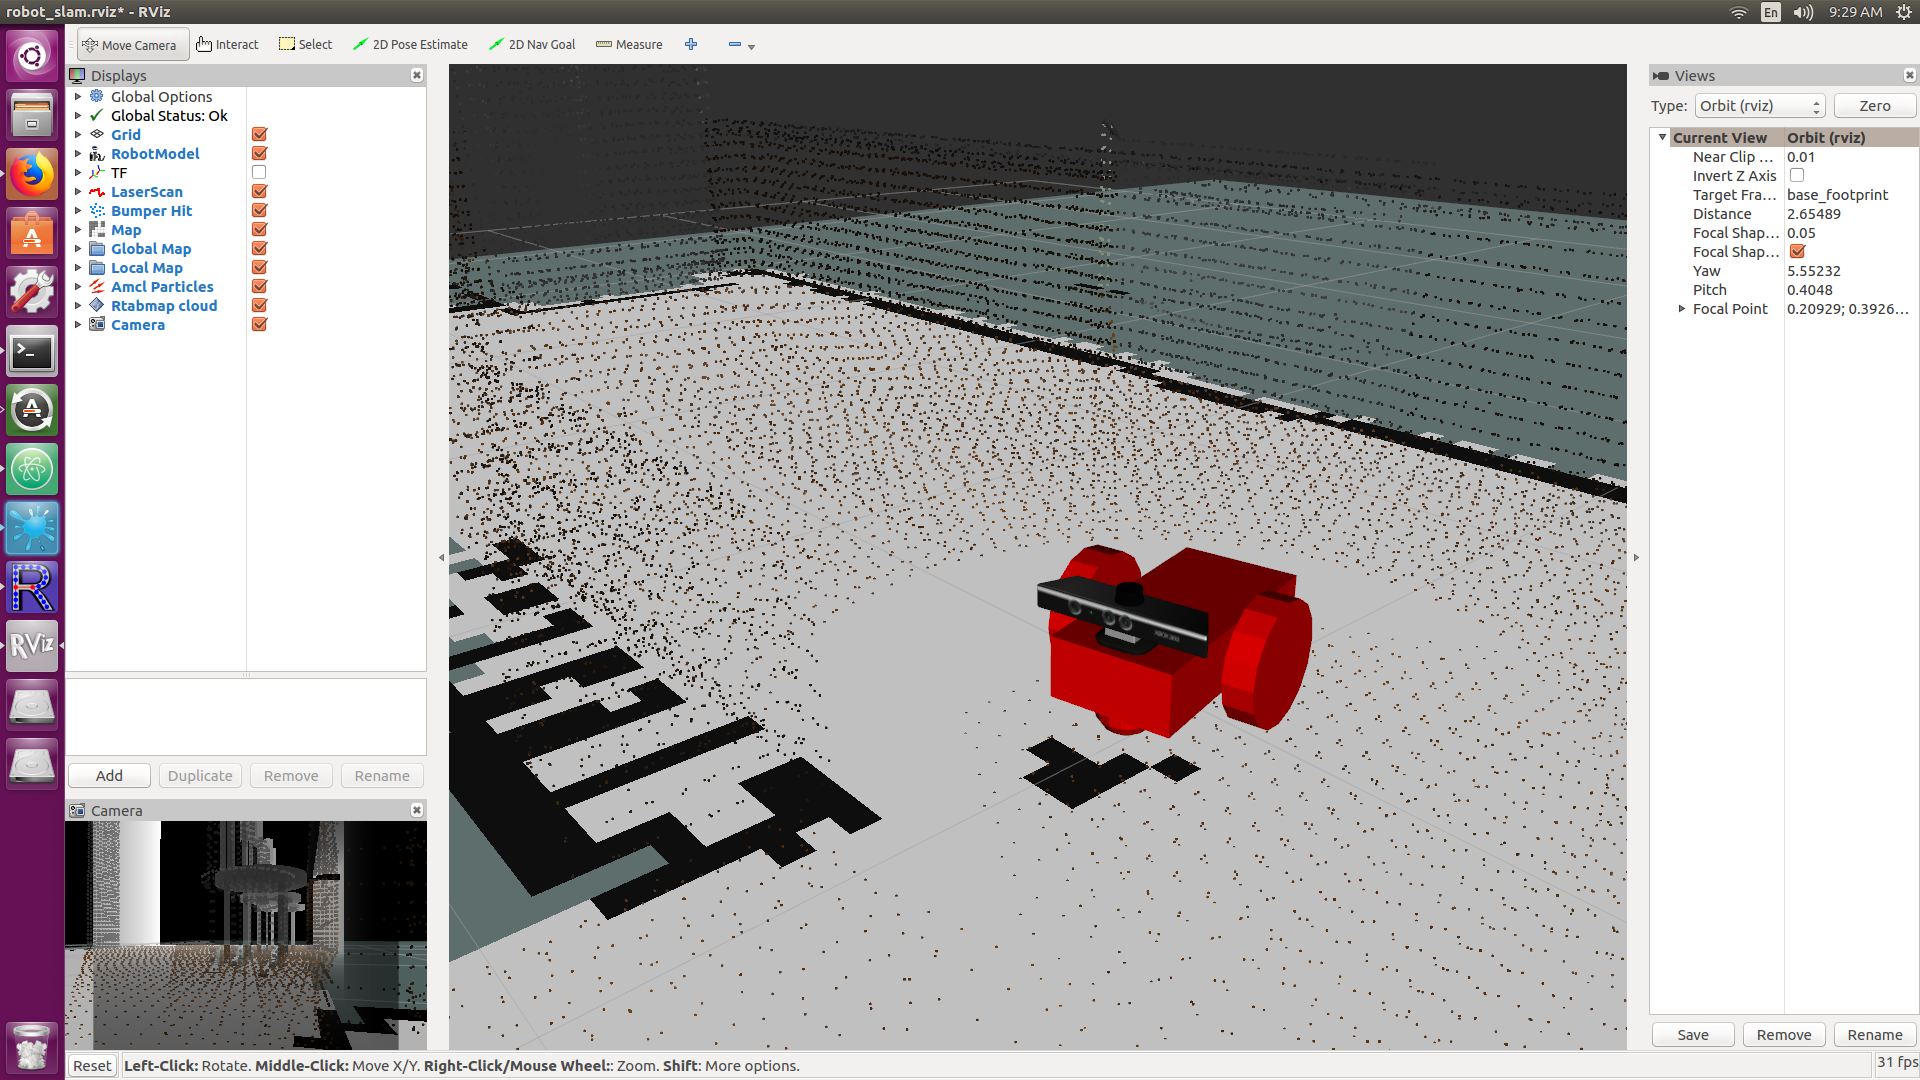 robot_slam.rviz* - RViz
En
9:29 AM
Move Camera
Interact
Select
2D Pose Estimate
2D Nav Goal
Measure
Displays
Global Options
Global Status: Ok
Grid
RobotModel
TF
LaserScan
Bumper Hit
Map
Global Map
Local Map
Amcl Particles
Rtabmap cloud
Camera
Add
Duplicate
Remove
Rename
Camera
R
RViz
XBOX 360
Views
Type: Orbit (rviz)
Zero
Current View Orbit (rviz)
Near Clip ... 0.01
Invert Z Axis
Target Fra... base_footprint
Distance 2.65489
Focal Shap... 0.05
Focal Shap...
Yaw 5.55232
Pitch 0.4048
Focal Point 0.20929; 0.3926...
Save
Remove
Rename
Reset
Left-Click: Rotate. Middle-Click: Move X/Y. Right-Click/Mouse Wheel:: Zoom. Shift: More options.
31 fps